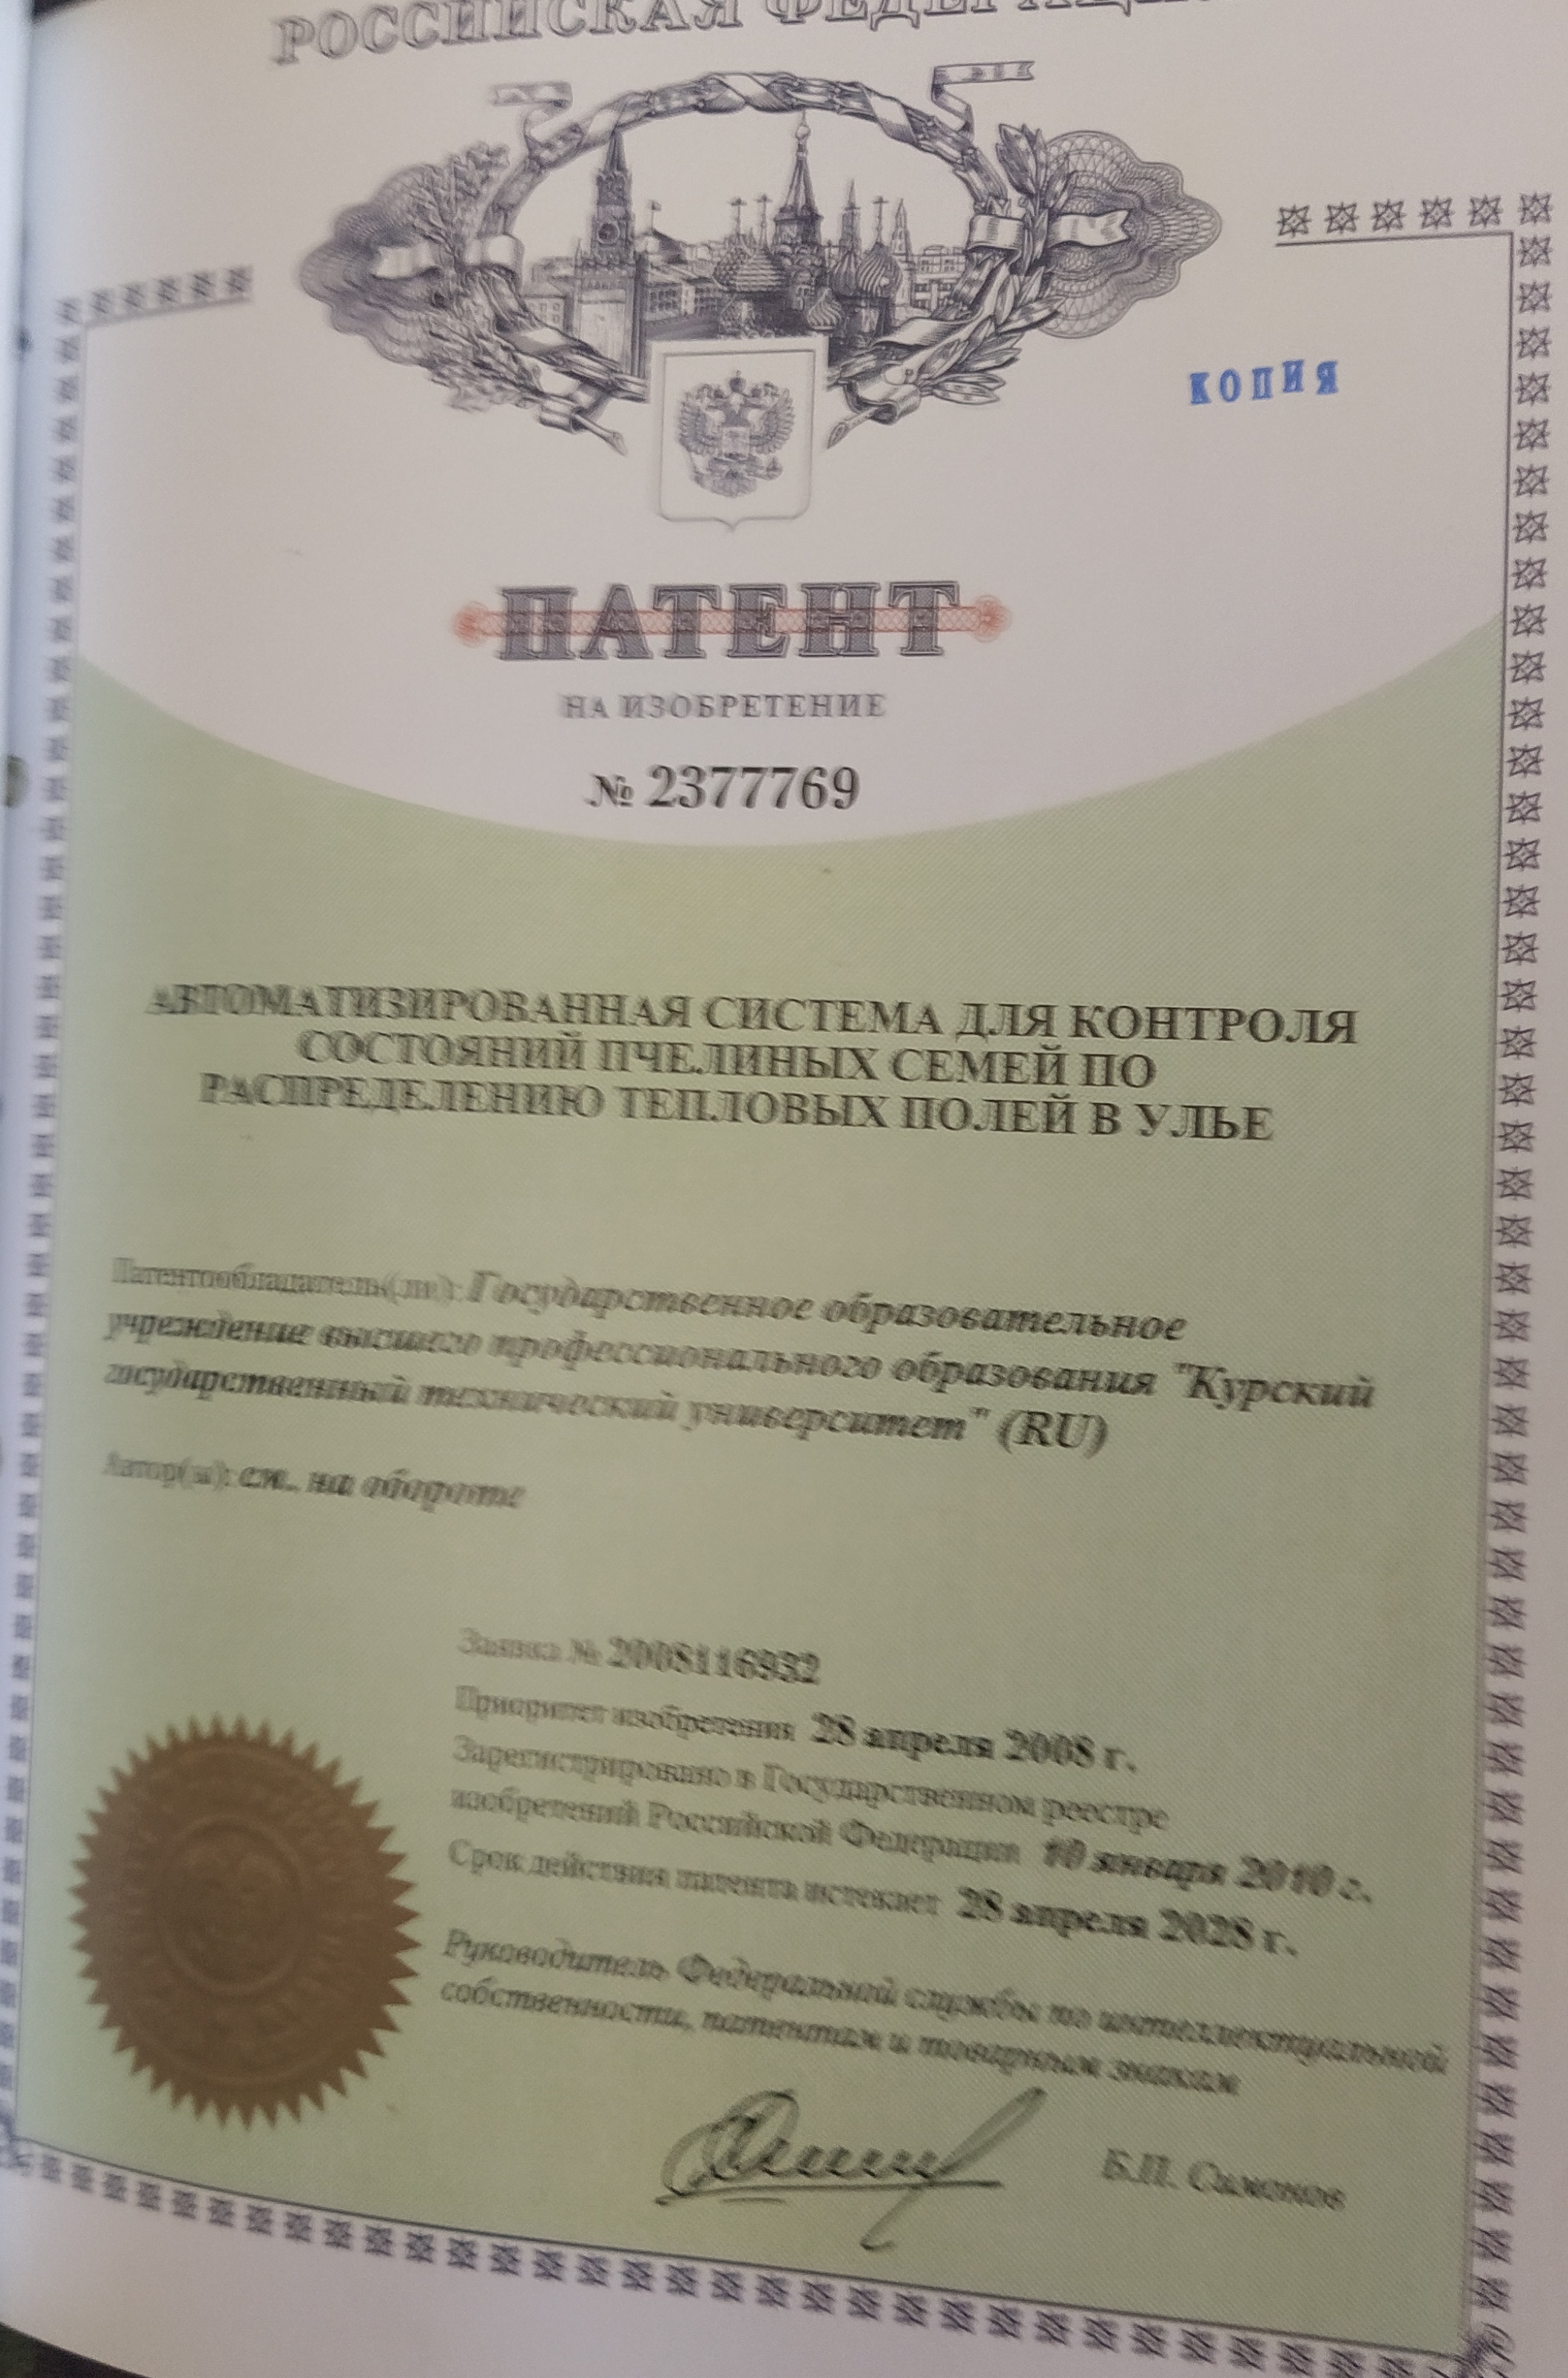 РОССИЙСКАЯ ФЕДЕРАЦИЯ
КОПИЯ
ПАТЕНТ
НА ИЗОБРЕТЕНИЕ
№ 2377769
АВТОМАТИЗИРОВАННАЯ СИСТЕМА ДЛЯ КОНТРОЛЯ
СОСТОЯНИЙ ПЧЕЛИНЫХ СЕМЕЙ ПО
РАСПРЕДЕЛЕНИЮ ТЕПЛОВЫХ ПОЛЕЙ В УЛЬЕ
Патентообладатель(ли): Государственное образовательное
учреждение высшего профессионального образования "Курский
государственный технический университет" (RU)
Автор(ы): см. на обороте
Заявка № 2008116932
Приоритет изобретения 28 апреля 2008 г.
Зарегистрировано в Государственном реестре
изобретений Российской Федерации 10 января 2010 г.
Срок действия патента истекает 28 апреля 2028 г.
Руководитель Федеральной службы по интеллектуальной
собственности, патентам и товарным знакам
Б.П. Симонов